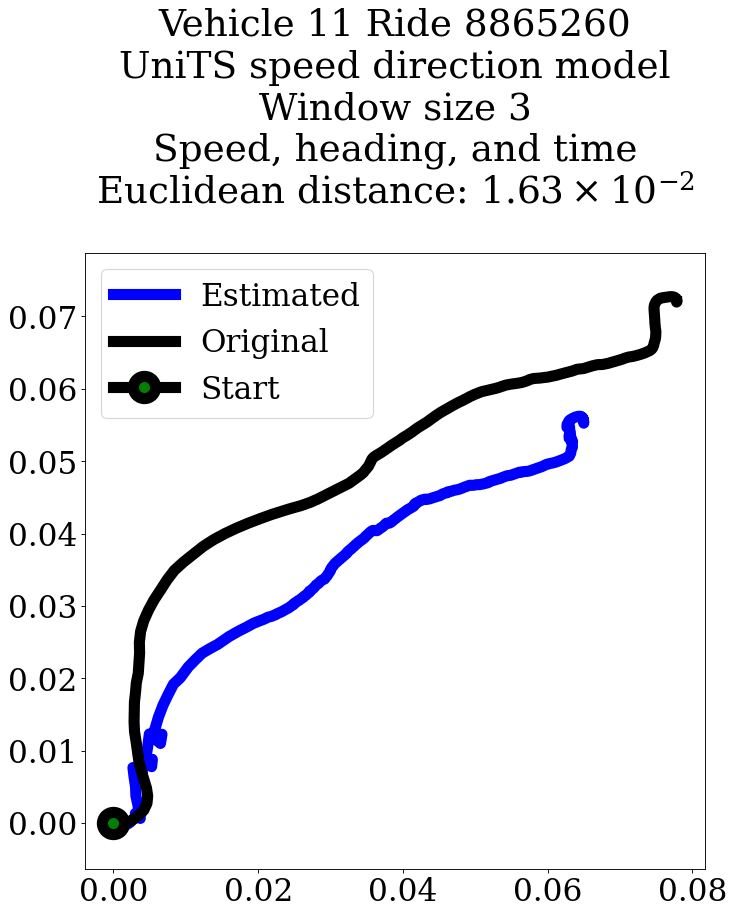 Vehicle 11 Ride 8865260
UniTS speed direction model
Window size 3
Speed, heading, and time
Euclidean distance: 1.63 × 10⁻²
Estimated
Original
Start
0.07
0.06
0.05
0.04
0.03
0.02
0.01
0.00
0.00 0.02 0.04 0.06 0.08